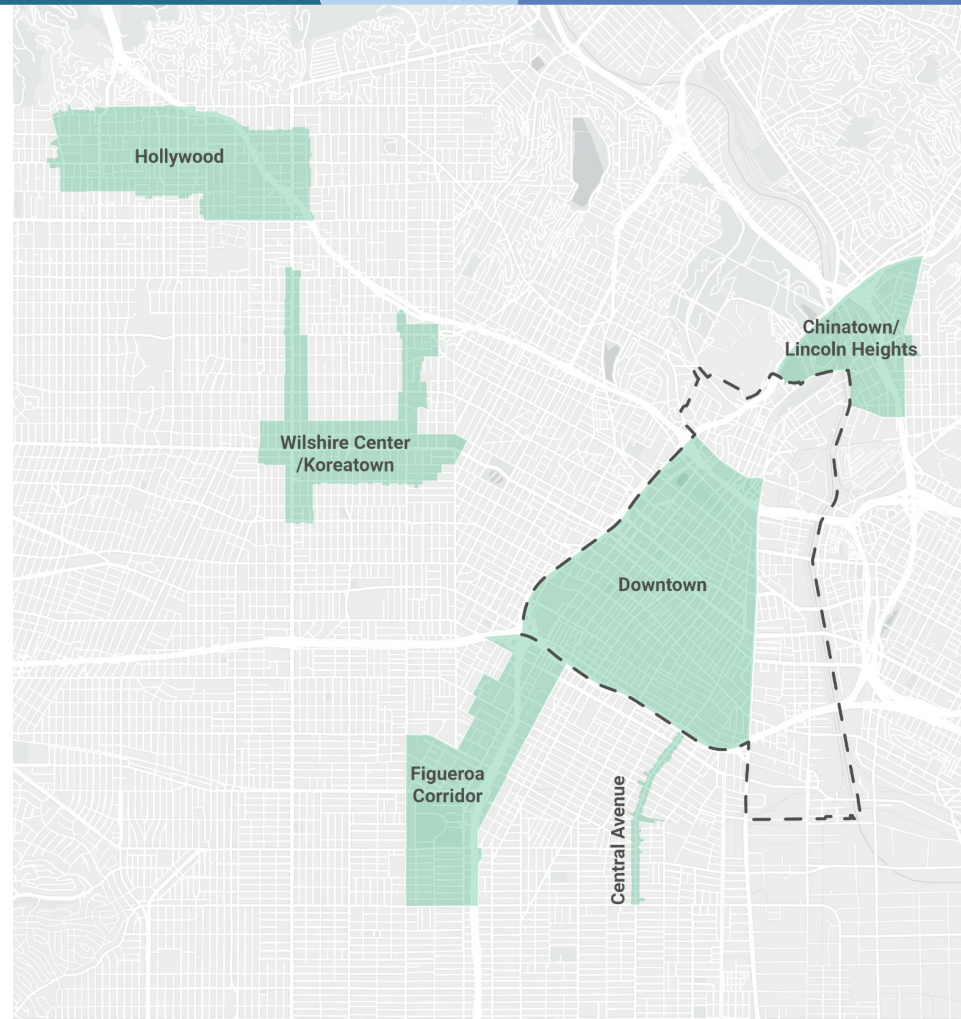 Hollywood
Chinatown/
Lincoln Heights
Wilshire Center
/Koreatown
Downtown
Figueroa
Corridor
Central Avenue